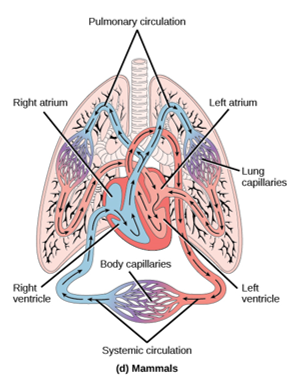 Pulmonary circulation
Right atrium
Left atrium
Lung
capillaries
Body capillaries
Right
ventricle
Left
ventricle
Systemic circulation
(d) Mammals